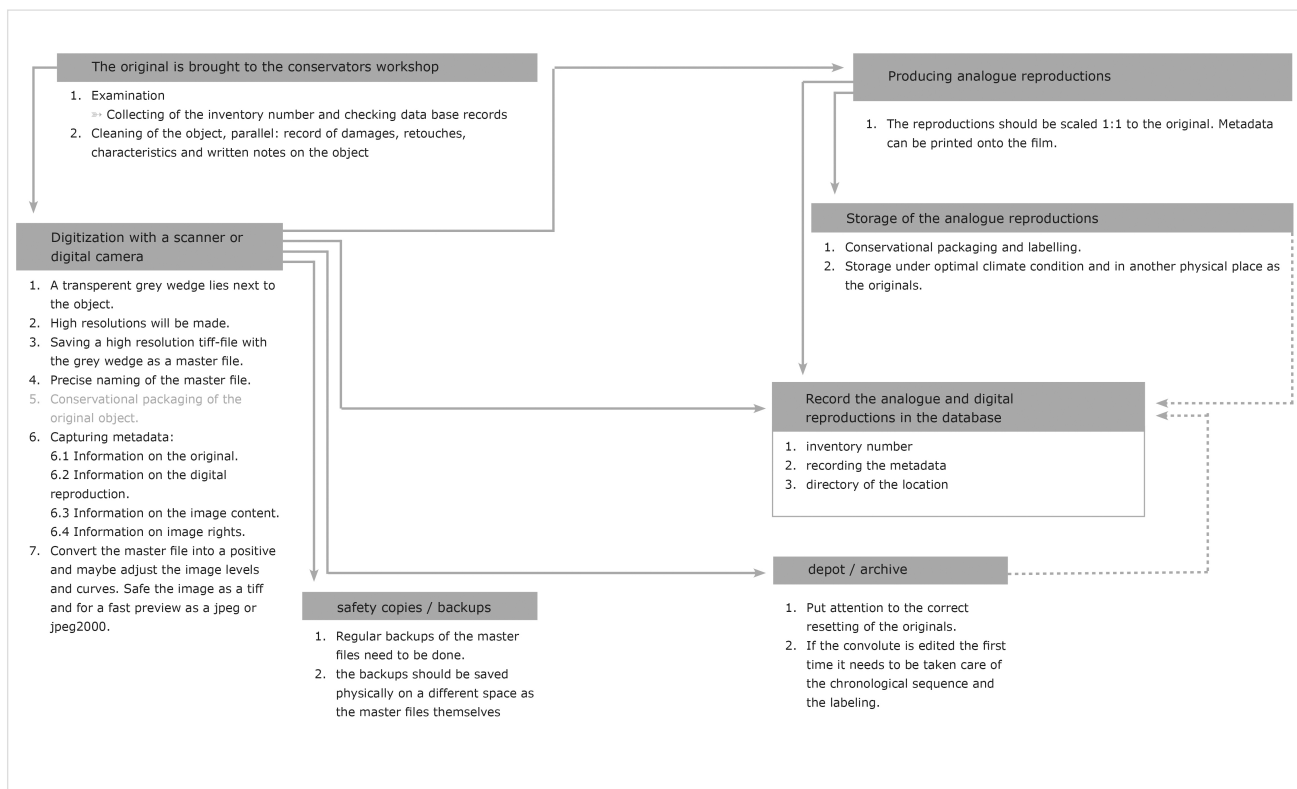 The original is brought to the conservators workshop
1. Examination
➳ Collecting of the inventory number and checking data base records
2. Cleaning of the object, parallel: record of damages, retouches,
characteristics and written notes on the object
Digitization with a scanner or
digital camera
1. A transperent grey wedge lies next to
the object.
2. High resolutions will be made.
3. Saving a high resolution tiff-file with
the grey wedge as a master file.
4. Precise naming of the master file.
5. Conservational packaging of the
original object.
6. Capturing metadata:
6.1 Information on the original.
6.2 Information on the digital
reproduction.
6.3 Information on the image content.
6.4 Information on image rights.
7. Convert the master file into a positive
and maybe adjust the image levels
and curves. Safe the image as a tiff
and for a fast preview as a jpeg or
jpeg2000.
safety copies / backups
1. Regular backups of the master
files need to be done.
2. the backups should be saved
physically on a different space as
the master files themselves
Producing analogue reproductions
1. The reproductions should be scaled 1:1 to the original. Metadata
can be printed onto the film.
Storage of the analogue reproductions
1. Conservational packaging and labelling.
2. Storage under optimal climate condition and in another physical place as
the originals.
Record the analogue and digital
reproductions in the database
1. inventory number
2. recording the metadata
3. directory of the location
depot / archive
1. Put attention to the correct
resetting of the originals.
2. If the convolute is edited the first
time it needs to be taken care of
the chronological sequence and
the labeling.